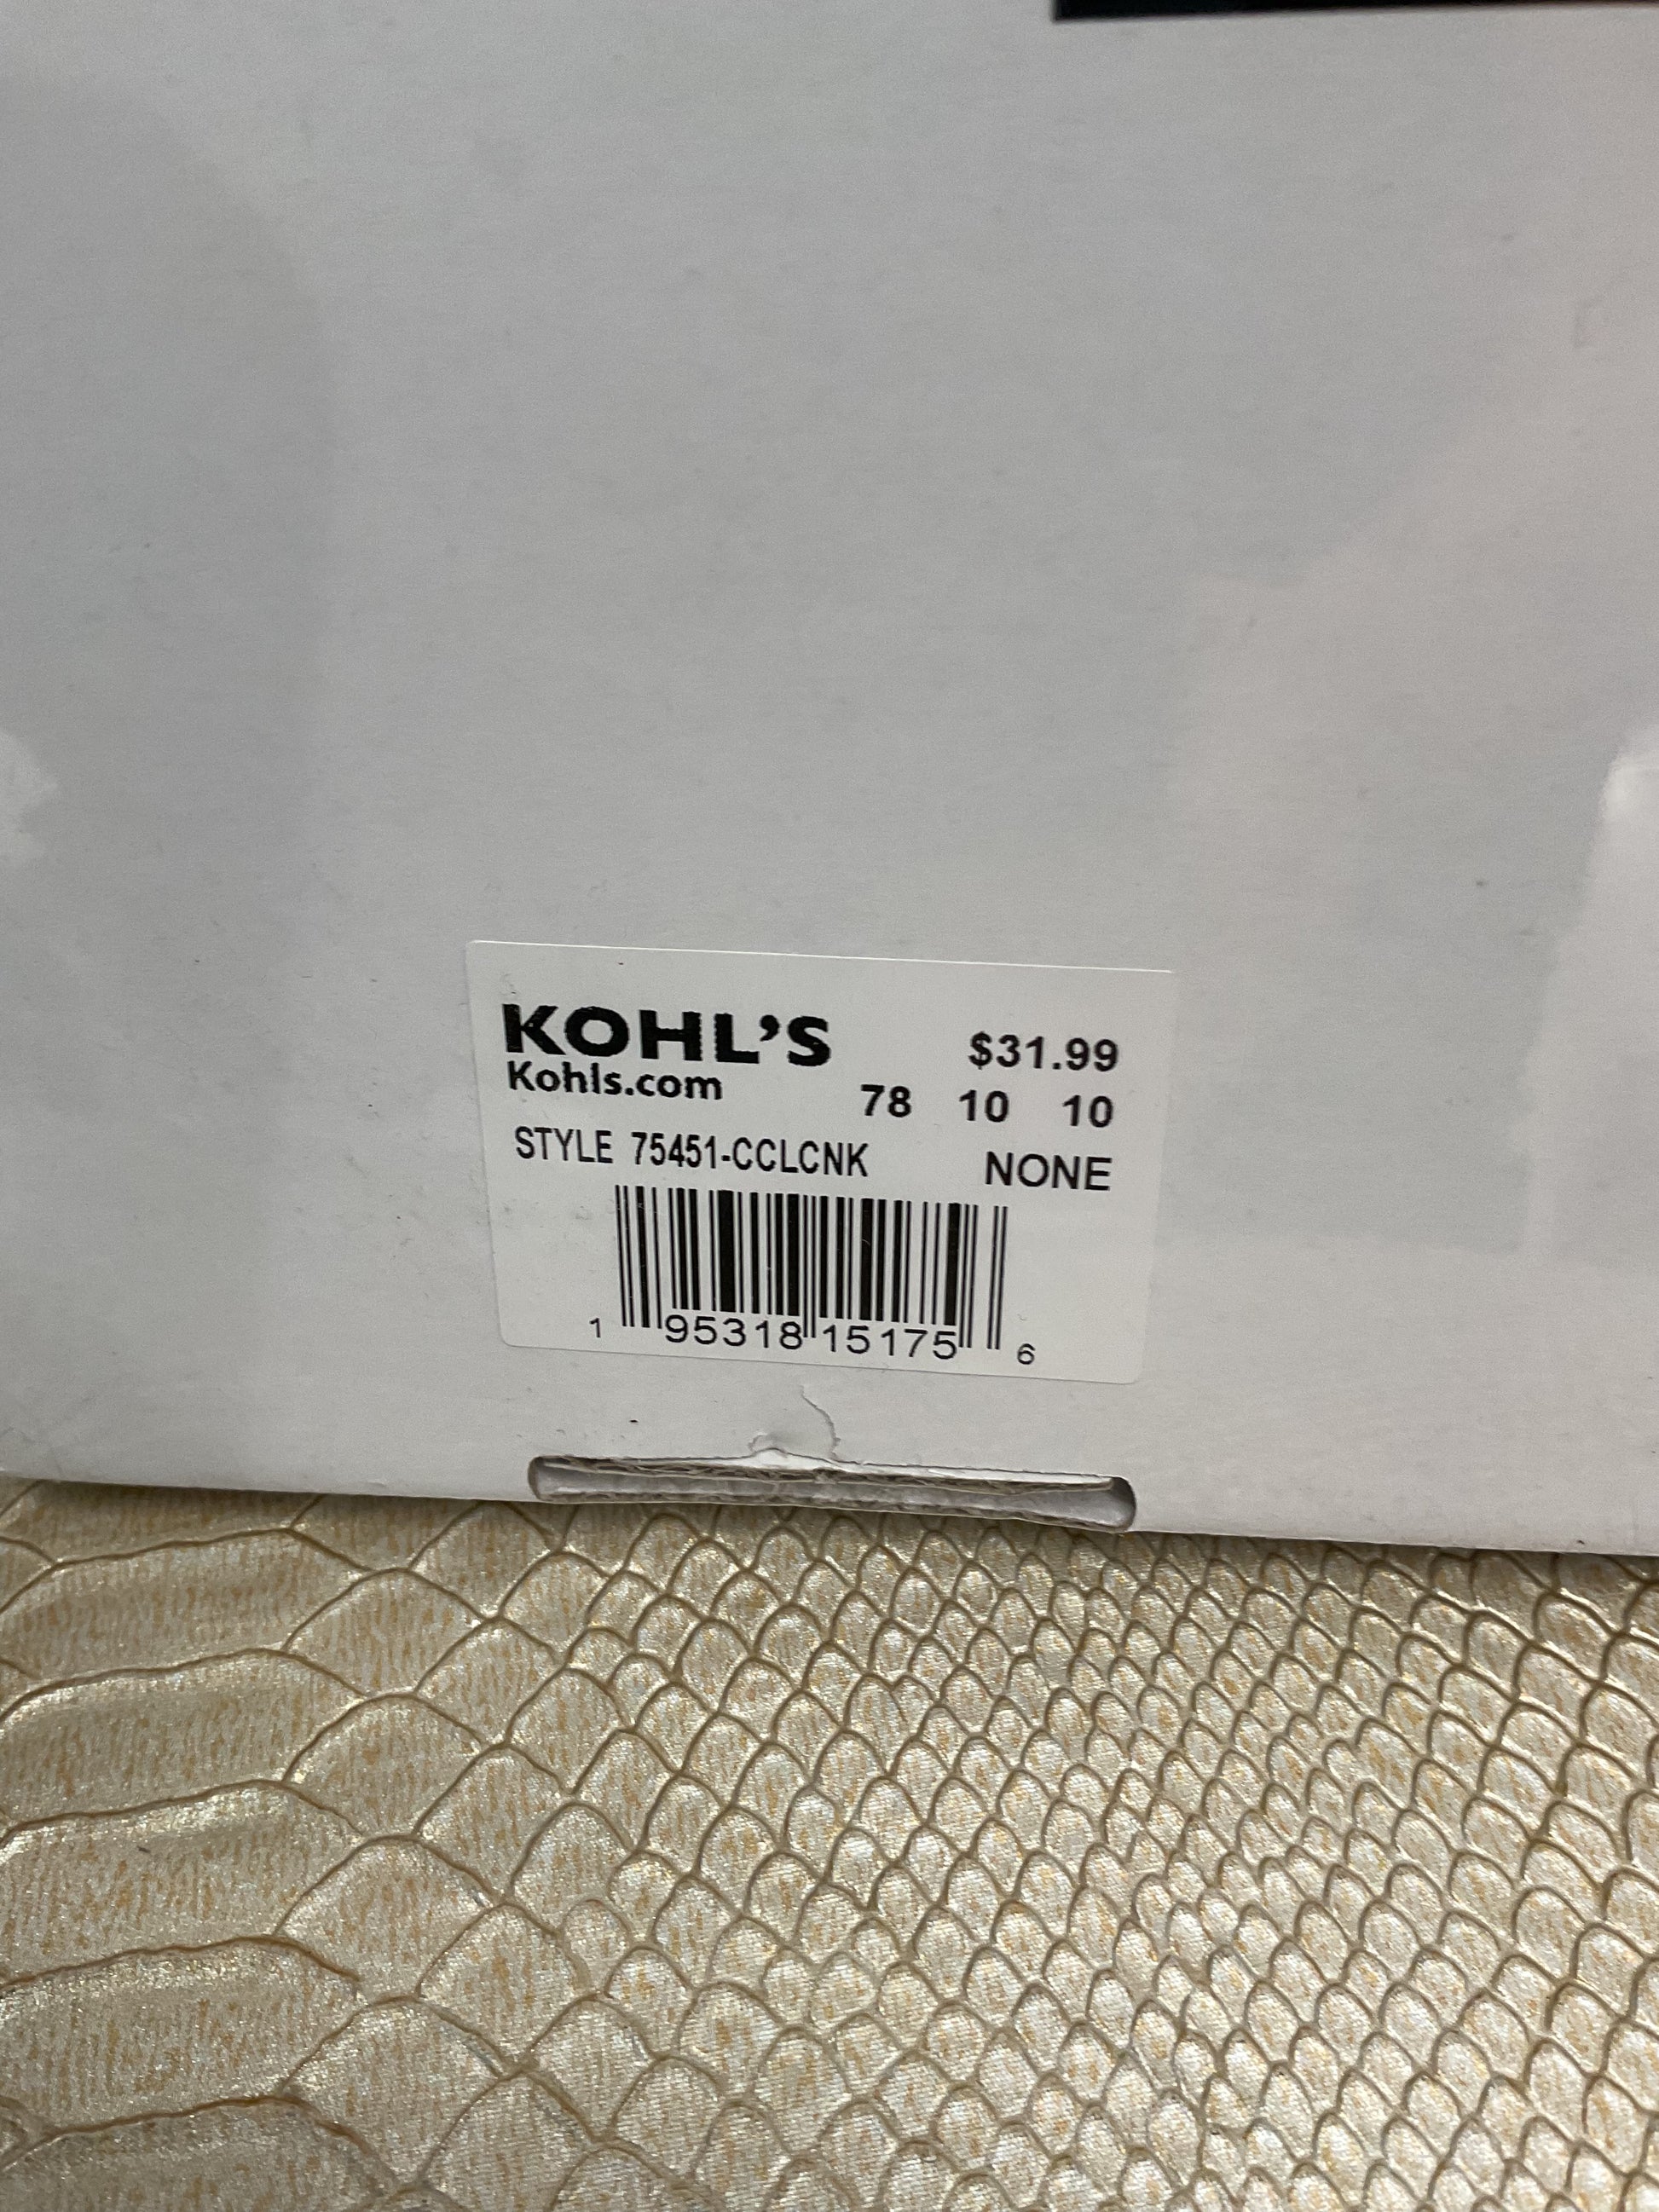 KOHL'S $31.99
Kohls.com 78 10 10
STYLE 75451-CCLCNK NONE
1 95318 15175 6